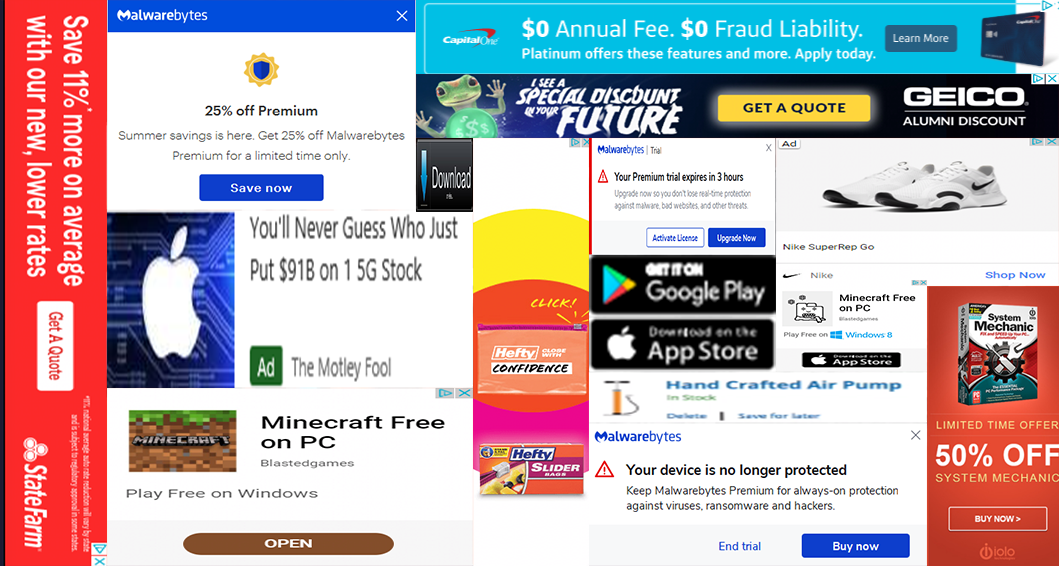 Save 11%* more on average
with our new, lower rates
Get A Quote
StateFarm
Malwarebytes
25% off Premium
Summer savings is here. Get 25% off Malwarebytes
Premium for a limited time only.
Save now
Capital One
$0 Annual Fee. $0 Fraud Liability.
Platinum offers these features and more. Apply today.
Learn More
I SEE A
SPECIAL DISCOUNT
IN YOUR
FUTURE
GET A QUOTE
GEICO
ALUMNI DISCOUNT
Download
You'll Never Guess Who Just
Put $91B on 1 5G Stock
Ad
The Motley Fool
MINECRAFT
Minecraft Free
on PC
Blastedgames
Play Free on Windows
OPEN
CLICK!
Hefty
CLOSE
WITH
CONFIDENCE
Hefty
SLIDER
BAGS
Malwarebytes | Trial
Your Premium trial expires in 3 hours
Upgrade now so you don't lose real-time protection
against malware, bad websites, and other threats.
Activate License
Upgrade Now
GET IT ON
Google Play
Download on the
App Store
Hand Crafted Air Pump
In Stock
Delete | Save for later
Malwarebytes
Your device is no longer protected
Keep Malwarebytes Premium for always-on protection
against viruses, ransomware and hackers.
End trial
Buy now
Ad
Nike SuperRep Go
Nike
Shop Now
Minecraft Free
on PC
Blastedgames
Play Free on Windows 8
Download on the
App Store
System
Mechanic
FIX and SPEED Up Your PC...
Automatically
LIMITED TIME OFFER
50% OFF
SYSTEM MECHANIC
BUY NOW >
iolo